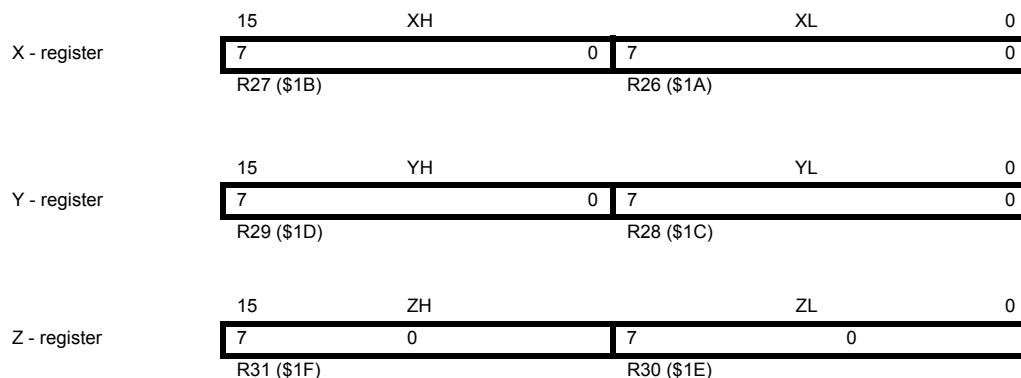 15 XH XL 0
X - register 7 0 7 0
R27 ($1B) R26 ($1A)
15 YH YL 0
Y - register 7 0 7 0
R29 ($1D) R28 ($1C)
15 ZH ZL 0
Z - register 7 0 7 0
R31 ($1F) R30 ($1E)